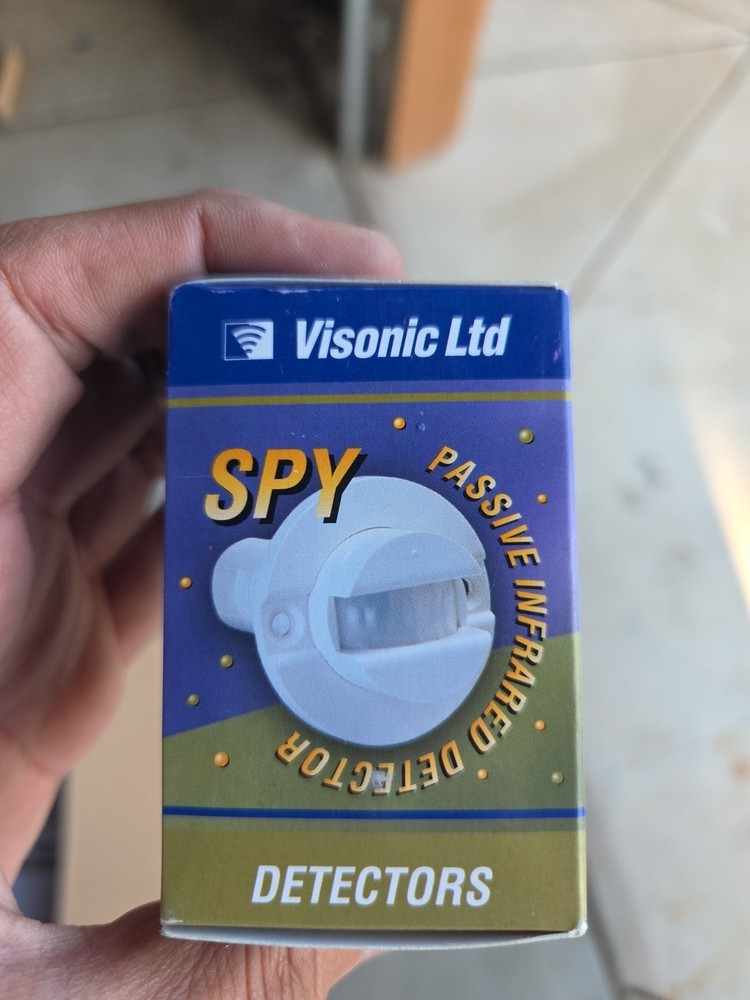 Visonic Ltd
SPY
PASSIVE INFRARED DETECTOR
DETECTORS